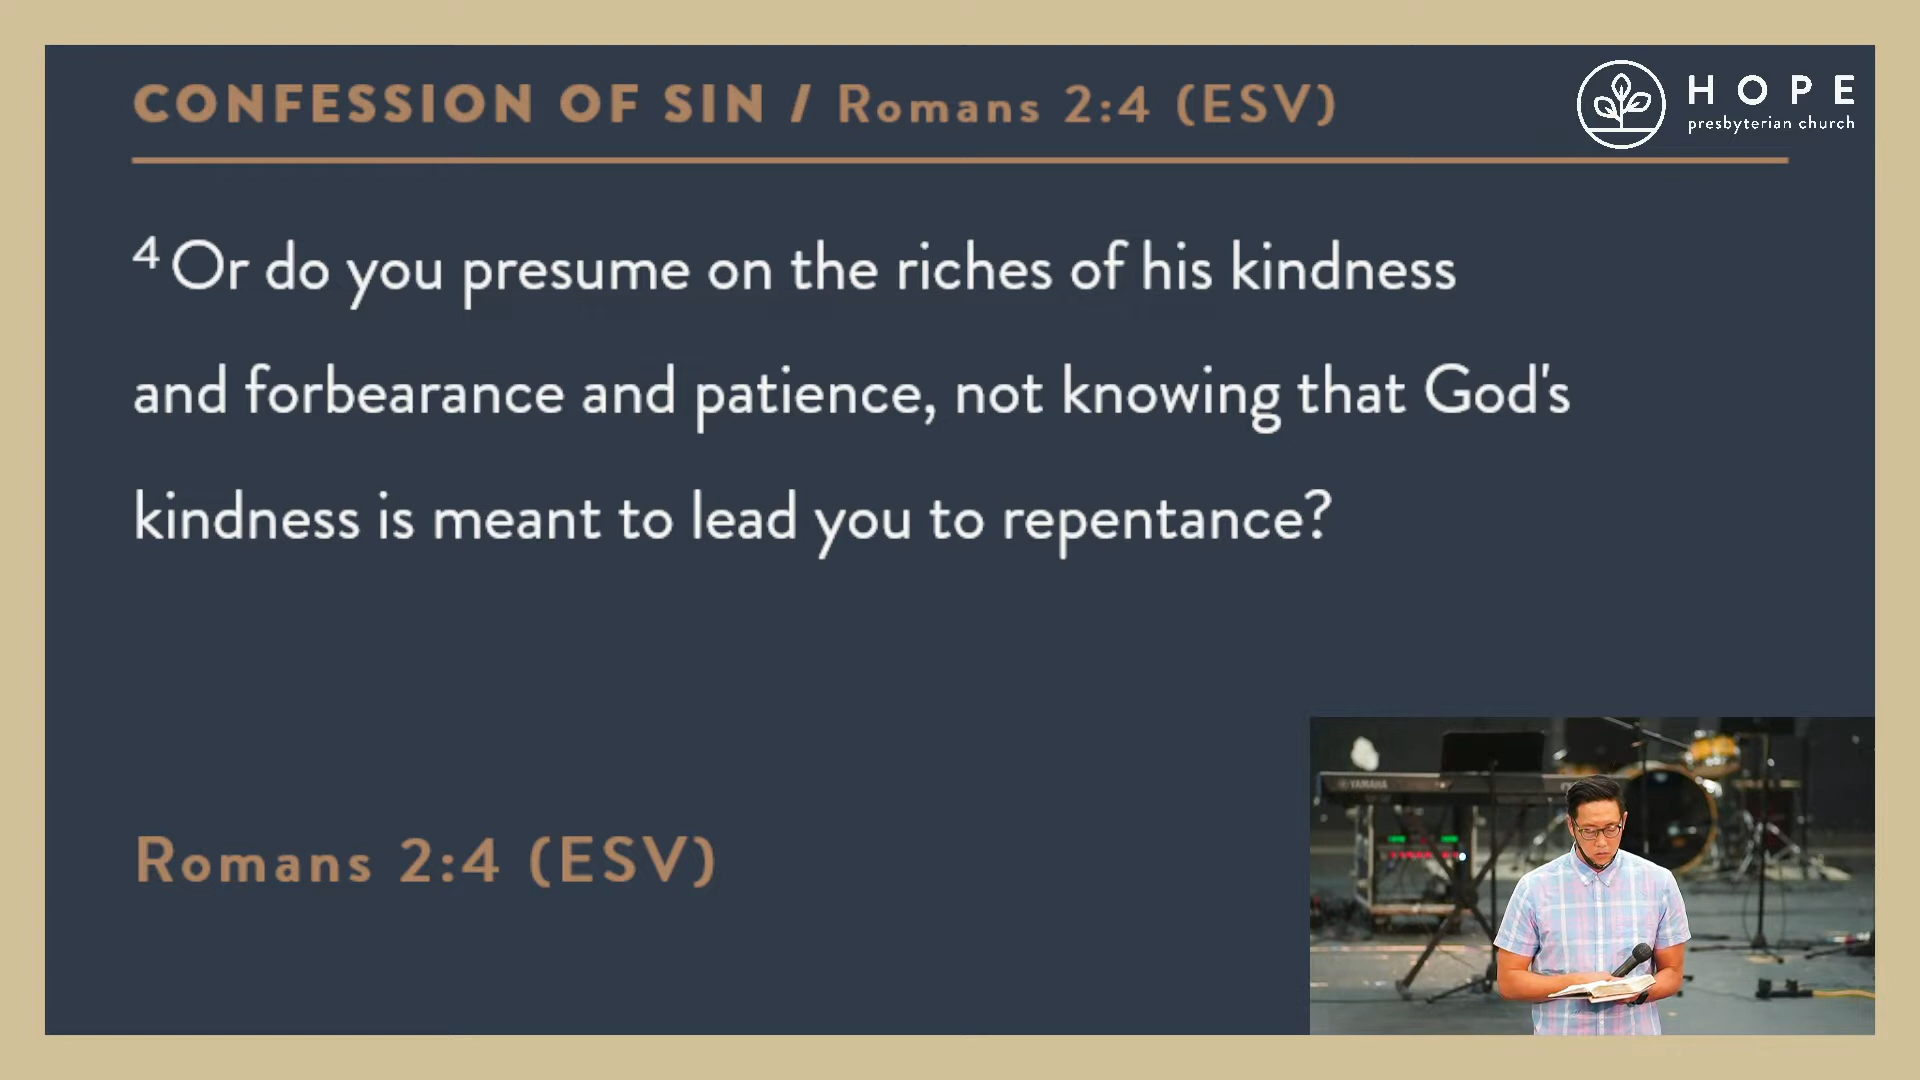 CONFESSION OF SIN / Romans 2:4 (ESV)
HOPE
presbyterian church
4 Or do you presume on the riches of his kindness
and forbearance and patience, not knowing that God's
kindness is meant to lead you to repentance?
Romans 2:4 (ESV)
YAMAHA